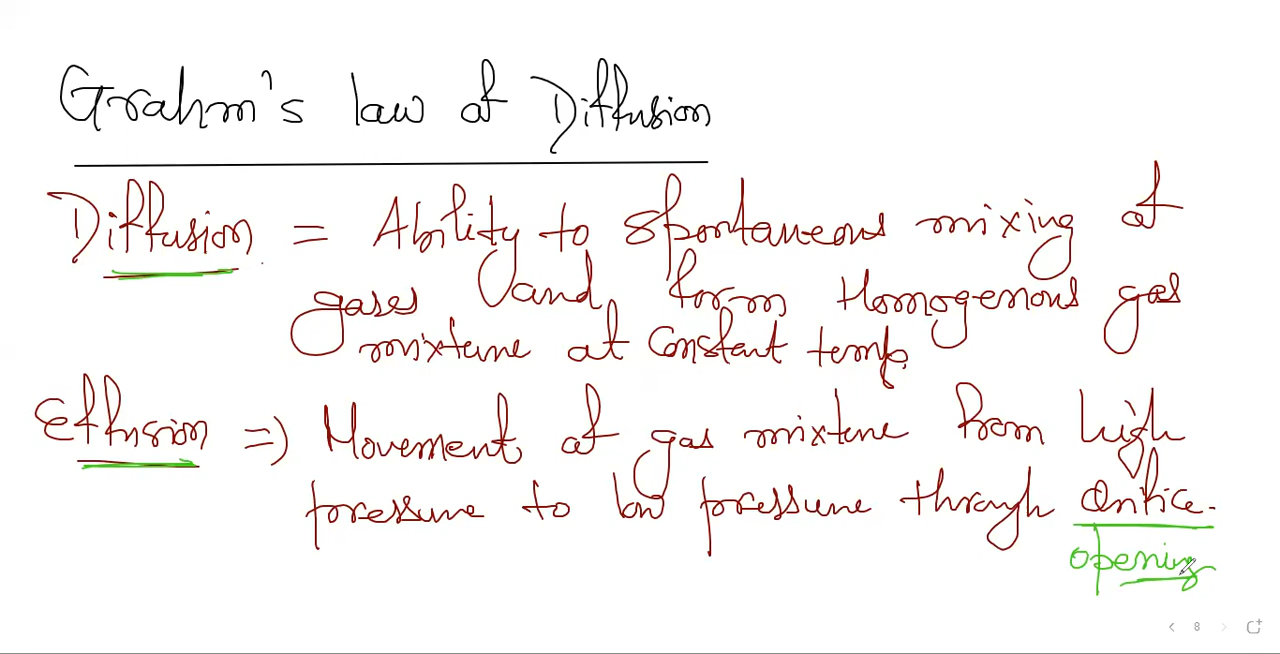 Grahm's law of Diffusion
Diffusion = Ability to spontaneous mixing of
gases and form Homogenous gas
mixture at constant temp.
Effusion => Movement of gas mixture from high
pressure to low pressure through Orifice.
opening
8